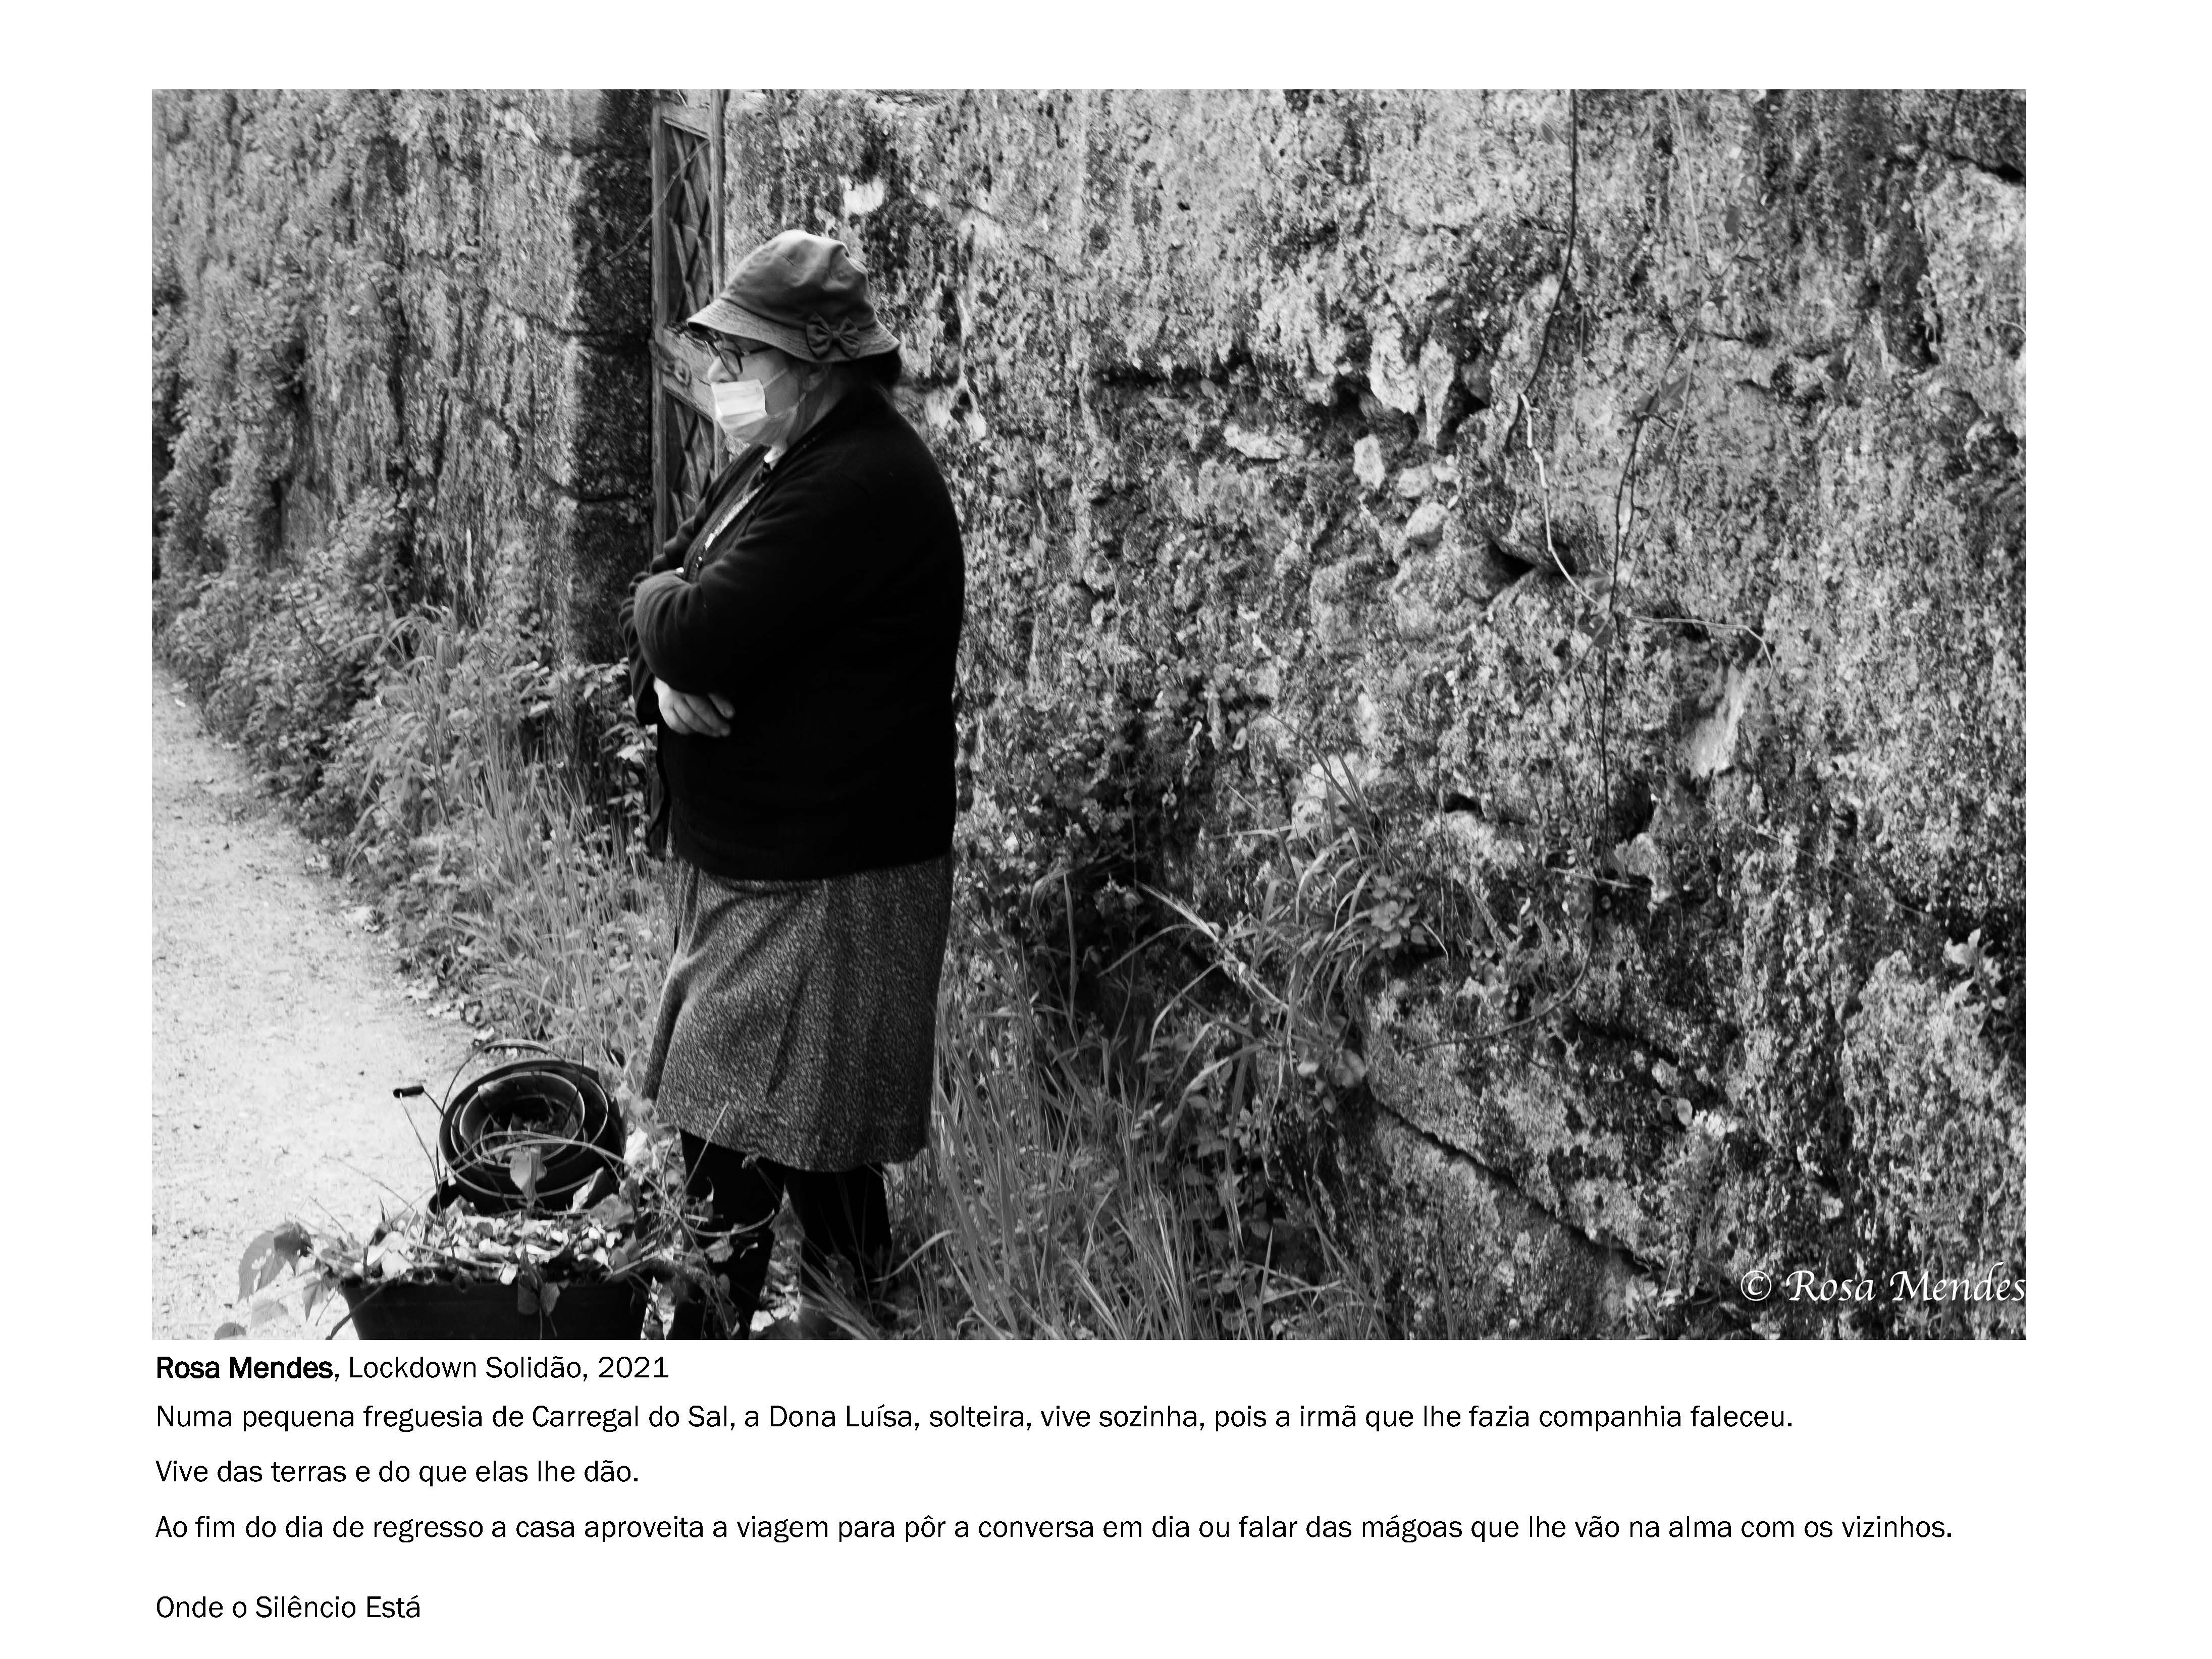 © Rosa Mendes
Rosa Mendes, Lockdown Solidão, 2021
Numa pequena freguesia de Carregal do Sal, a Dona Luísa, solteira, vive sozinha, pois a irmã que lhe fazia companhia faleceu.
Vive das terras e do que elas lhe dão.
Ao fim do dia de regresso a casa aproveita a viagem para pôr a conversa em dia ou falar das mágoas que lhe vão na alma com os vizinhos.
Onde o Silêncio Está